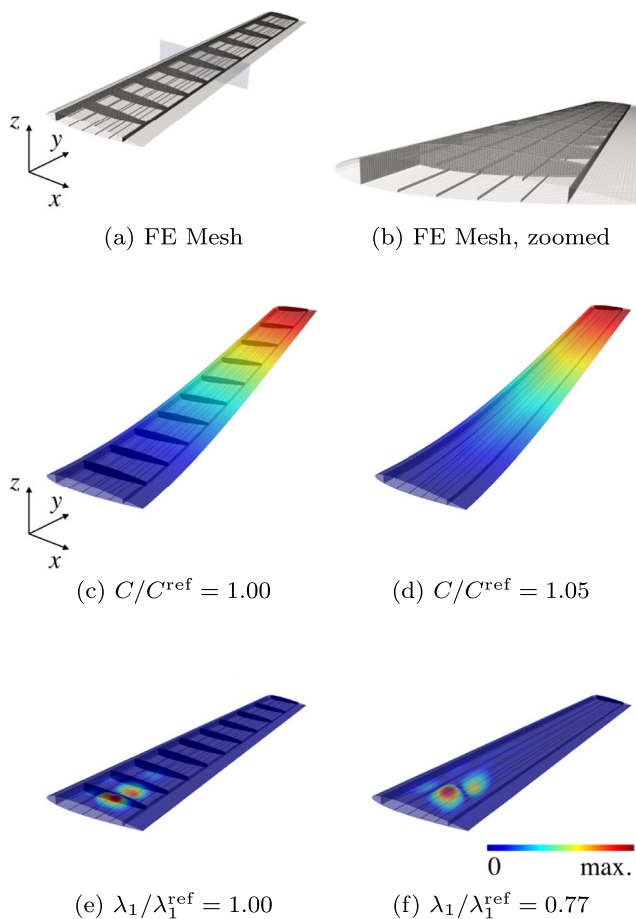 z
y
x
(a) FE Mesh
(b) FE Mesh, zoomed
z
y
x
(c) C/C^ref = 1.00
(d) C/C^ref = 1.05
0 max.
(e) λ₁/λ₁^ref = 1.00
(f) λ₁/λ₁^ref = 0.77